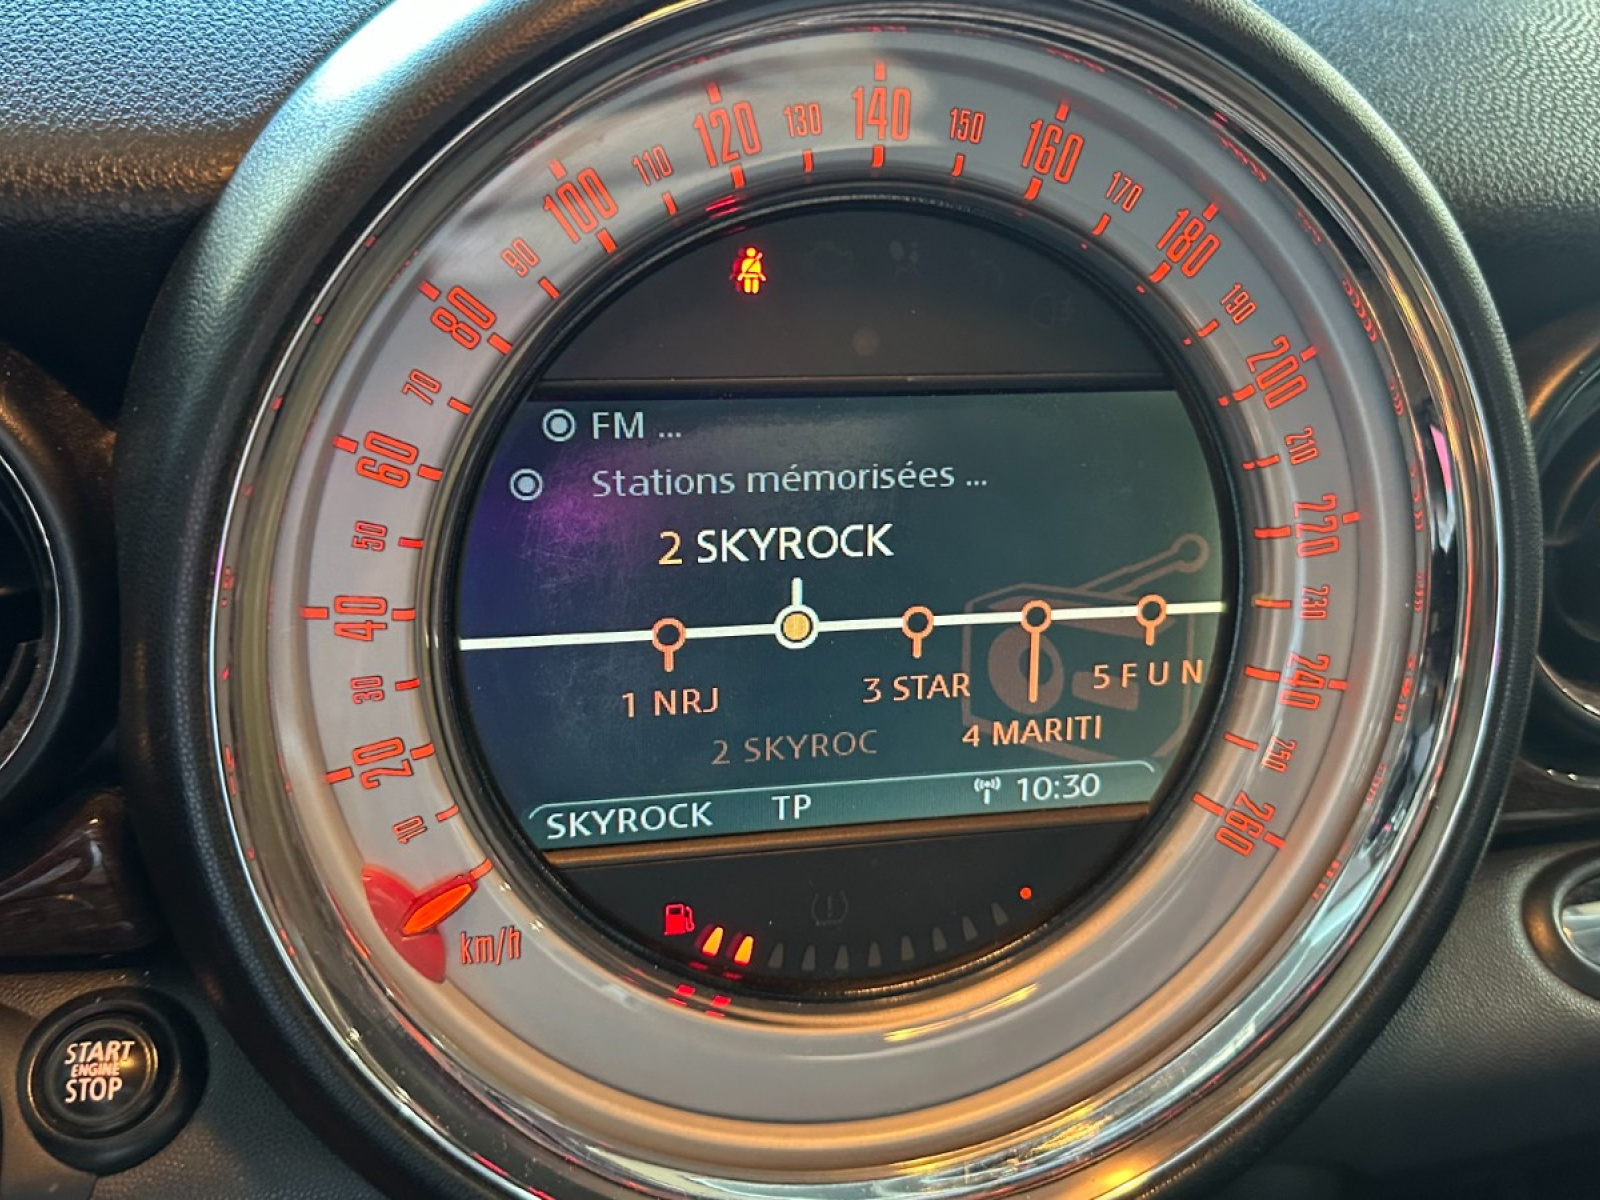 10
20
30
40
50
60
70
80
90
100
110
120
130
140
150
160
170
180
190
200
210
220
230
240
250
260
km/h
FM ...
Stations mémorisées ...
2 SKYROCK
1 NRJ
3 STAR
5 F U N
2 SKYROC
4 MARITI
SKYROCK TP 10:30
START
ENGINE
STOP